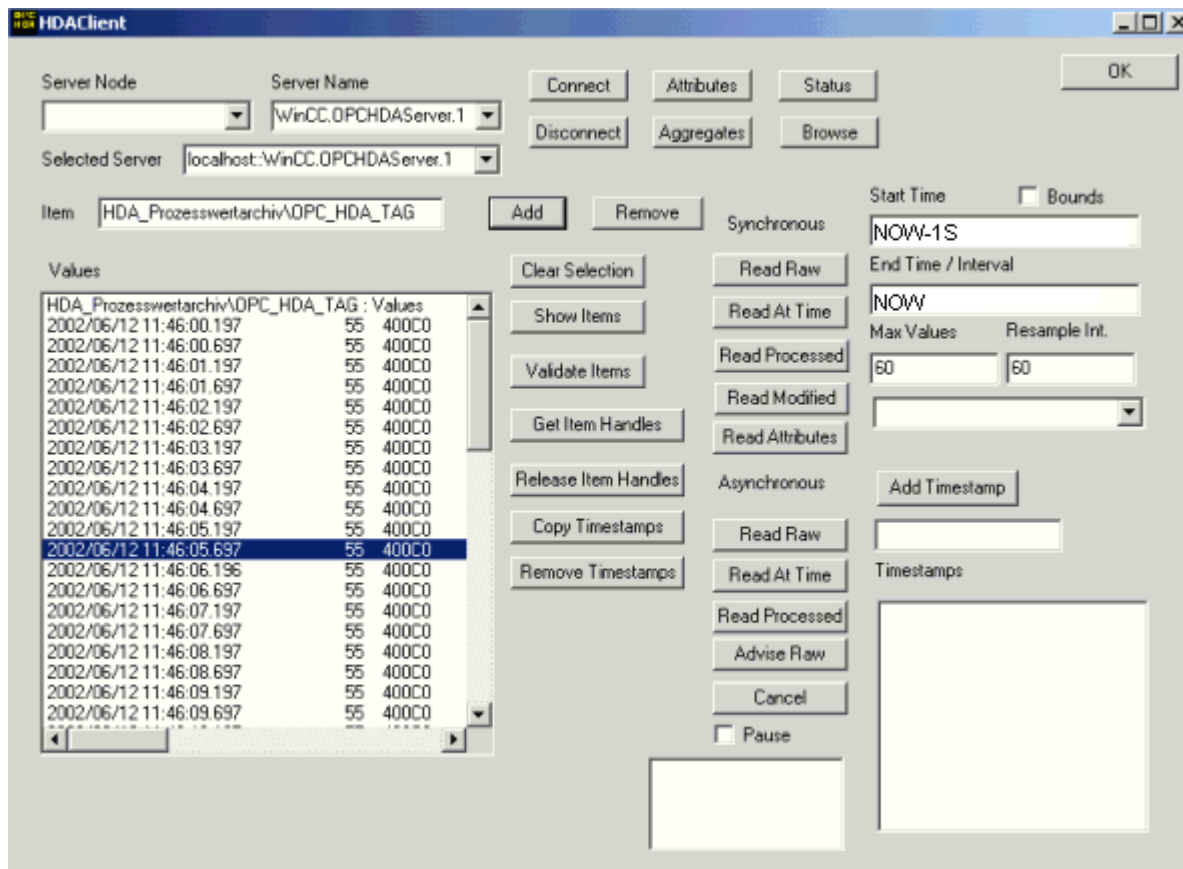 HDAClient
OK
Server Node
Server Name
Connect
Attributes
Status
WinCC.OPCHDAServer.1
Disconnect
Aggregates
Browse
Selected Server
localhost::WinCC.OPCHDAServer.1
Item
HDA_Prozesswertarchiv\OPC_HDA_TAG
Add
Remove
Start Time
Bounds
NOW-1S
End Time / Interval
NOW
Max Values
Resample Int.
60
60
Values
HDA_Prozesswertarchiv\OPC_HDA_TAG : Values
2002/06/12 11:46:00.197 55 400C0
2002/06/12 11:46:00.697 55 400C0
2002/06/12 11:46:01.197 55 400C0
2002/06/12 11:46:01.697 55 400C0
2002/06/12 11:46:02.197 55 400C0
2002/06/12 11:46:02.697 55 400C0
2002/06/12 11:46:03.197 55 400C0
2002/06/12 11:46:03.697 55 400C0
2002/06/12 11:46:04.197 55 400C0
2002/06/12 11:46:04.697 55 400C0
2002/06/12 11:46:05.197 55 400C0
2002/06/12 11:46:05.697 55 400C0
2002/06/12 11:46:06.196 55 400C0
2002/06/12 11:46:06.697 55 400C0
2002/06/12 11:46:07.197 55 400C0
2002/06/12 11:46:07.697 55 400C0
2002/06/12 11:46:08.197 55 400C0
2002/06/12 11:46:08.697 55 400C0
2002/06/12 11:46:09.197 55 400C0
2002/06/12 11:46:09.697 55 400C0
Clear Selection
Show Items
Validate Items
Get Item Handles
Release Item Handles
Copy Timestamps
Remove Timestamps
Synchronous
Read Raw
Read At Time
Read Processed
Read Modified
Read Attributes
Asynchronous
Read Raw
Read At Time
Read Processed
Advise Raw
Cancel
Pause
Add Timestamp
Timestamps